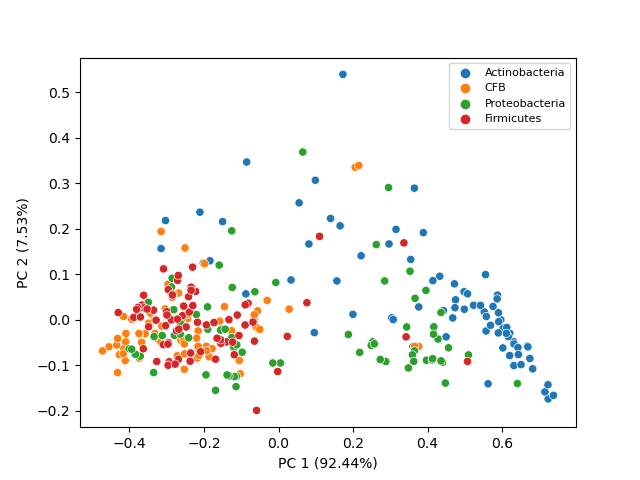 Actinobacteria
CFB
Proteobacteria
Firmicutes
0.5
0.4
0.3
0.2
0.1
0.0
−0.1
−0.2
PC 2 (7.53%)
−0.4 −0.2 0.0 0.2 0.4 0.6
PC 1 (92.44%)